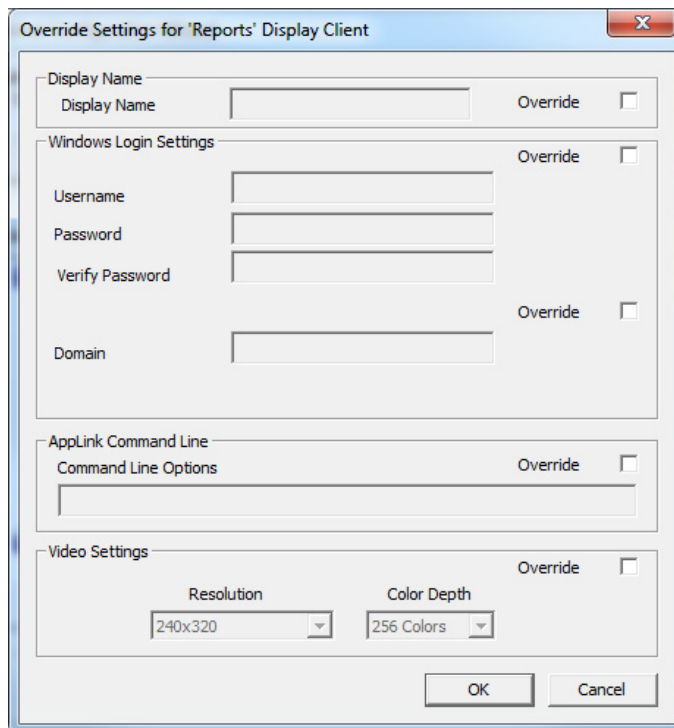 Override Settings for 'Reports' Display Client
Display Name
Display Name Override
Windows Login Settings
Override
Username
Password
Verify Password
Override
Domain
AppLink Command Line
Command Line Options Override
Video Settings
Override
Resolution Color Depth
240x320 256 Colors
OK Cancel